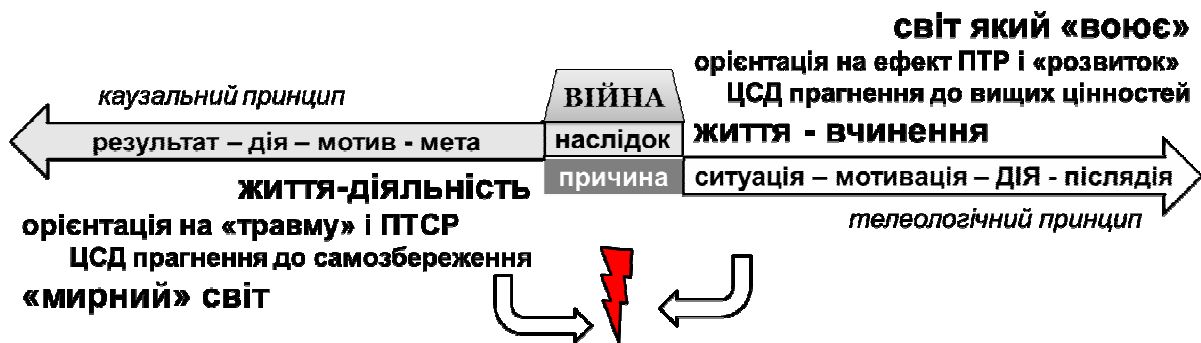 світ який «воює»
орієнтація на ефект ПТР і «розвиток»
ЦСД прагнення до вищих цінностей
каузальний принцип
ВІЙНА
життя - вчинення
результат – дія – мотив - мета
наслідок
причина
ситуація – мотивація – ДІЯ - післядія
життя-діяльність
телеологічний принцип
орієнтація на «травму» і ПТСР
ЦСД прагнення до самозбереження
«мирний» світ